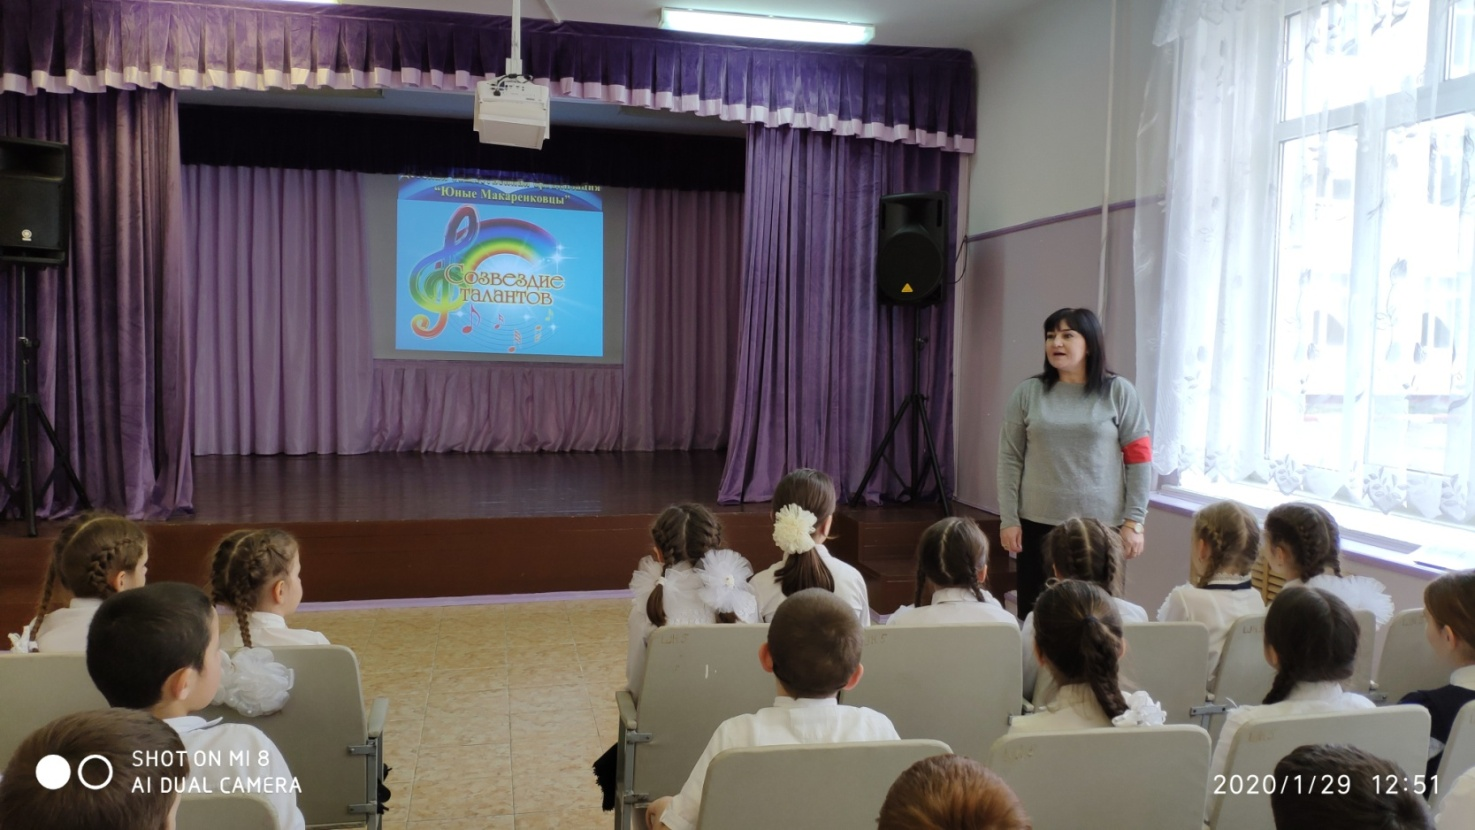 "Юные Макаренковцы"
Созвездие
талантов
SHOT ON MI 8
AI DUAL CAMERA
2020/1/29 12:51